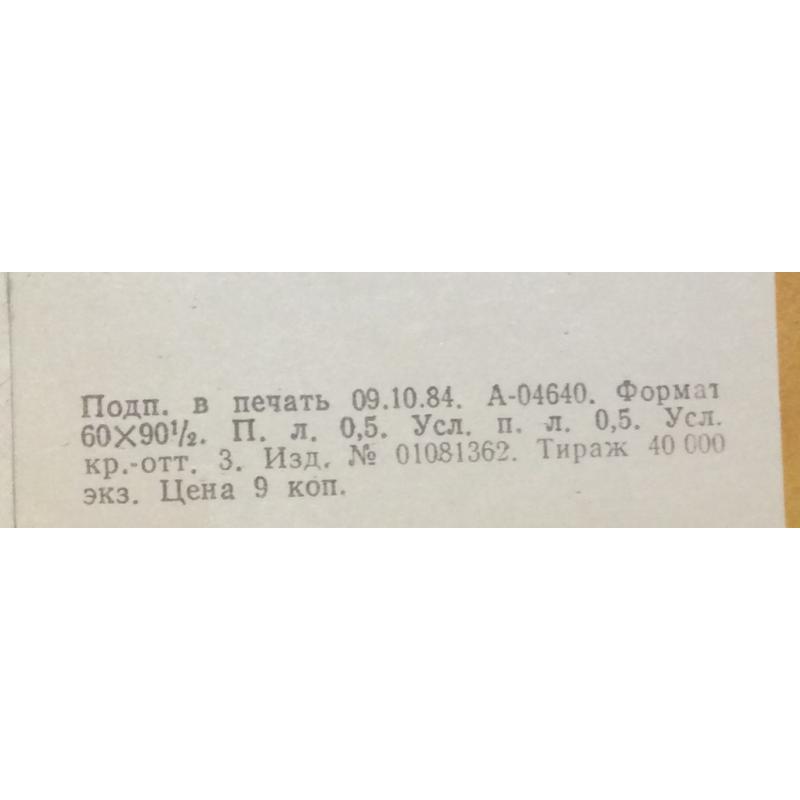 Подп. в печать 09.10.84. А-04640. Формат
60×90½. П. л. 0,5. Усл. п. л. 0,5. Усл.
кр.-отт. 3. Изд. № 01081362. Тираж 40 000
экз. Цена 9 коп.